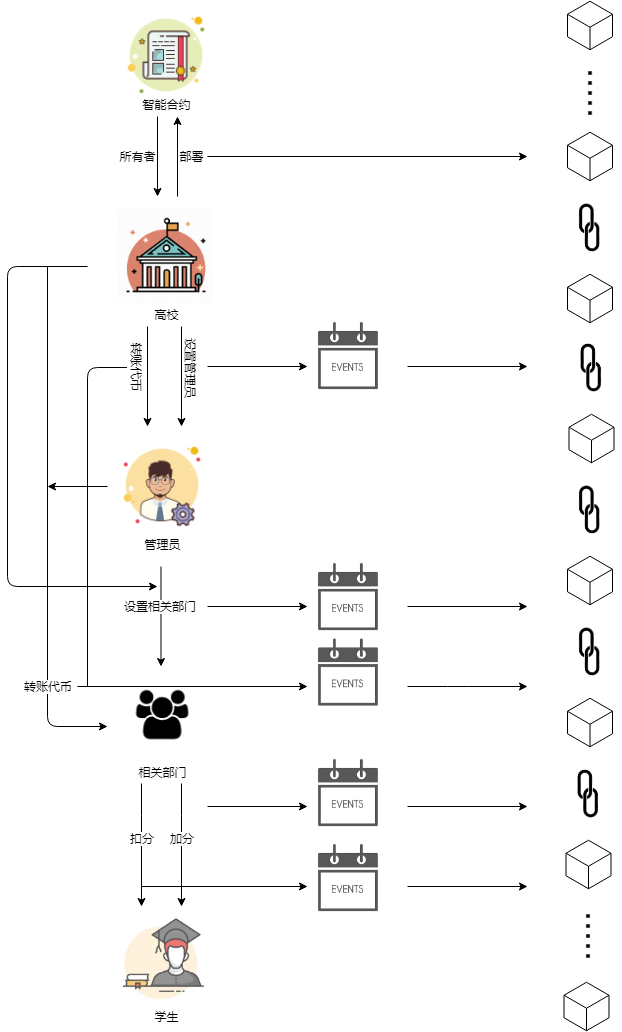 智能合约
所有者
部署
高校
转账代币
设置管理员
EVENTS
管理员
设置相关部门
EVENTS
转账代币
EVENTS
相关部门
EVENTS
扣分
加分
EVENTS
学生